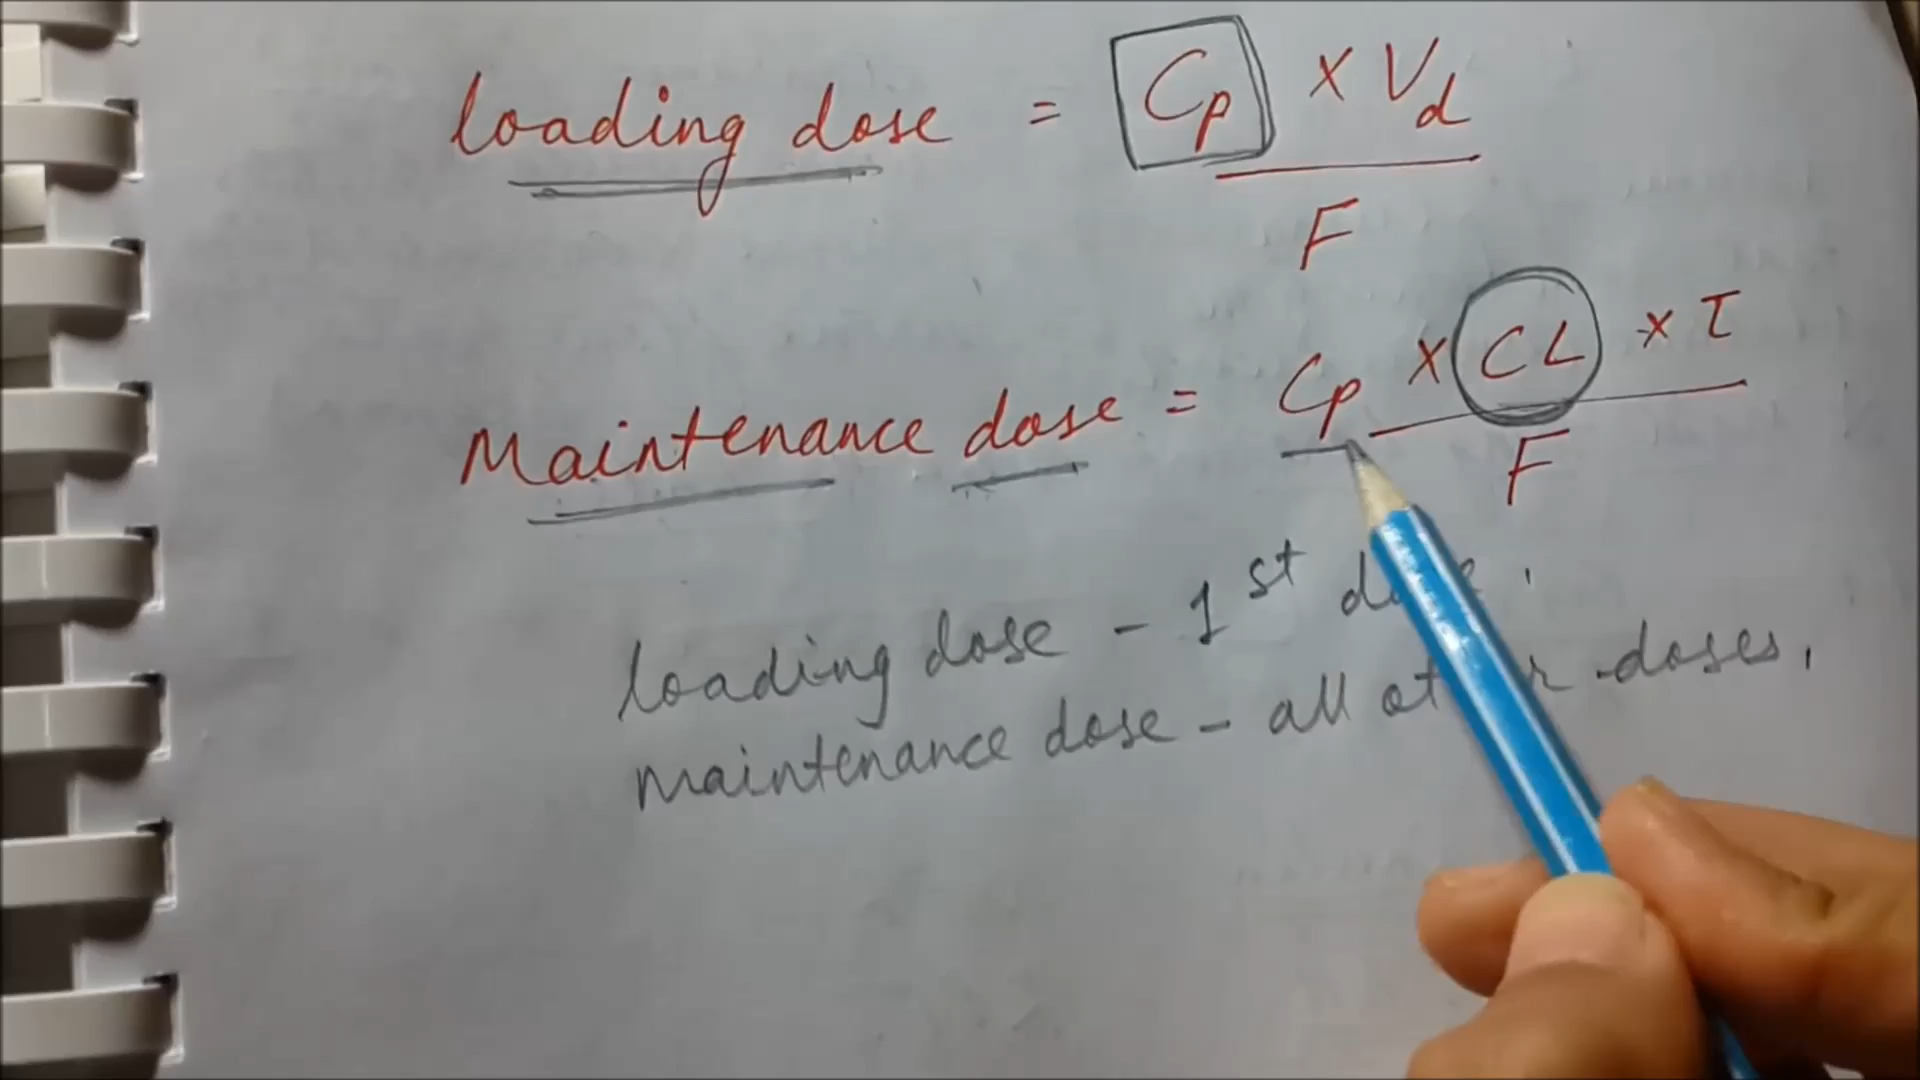 loading dose = Cp × Vd
F
Maintenance dose = Cp × CL × τ
F
loading dose - 1st
maintenance dose - all doses,